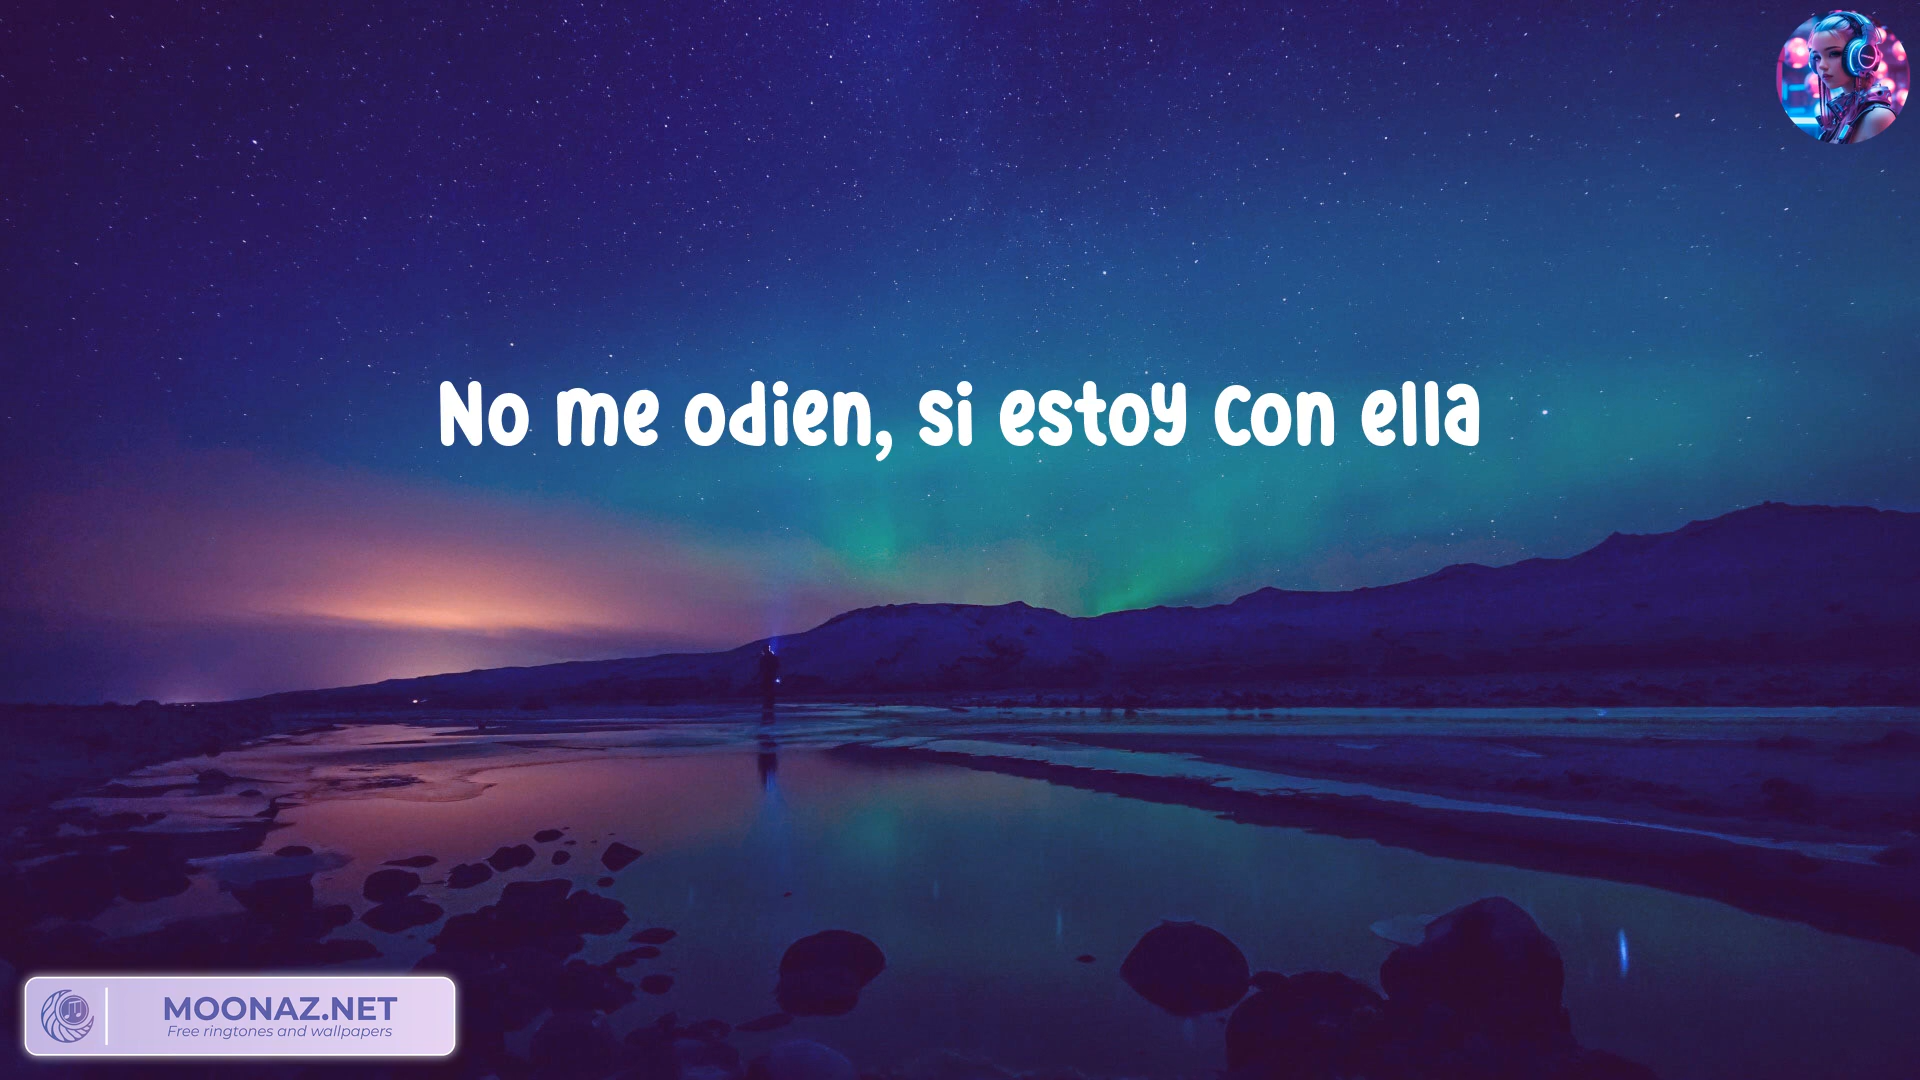 No me odien, si estoy con ella
MOONAZ.NET
Free ringtones and wallpapers